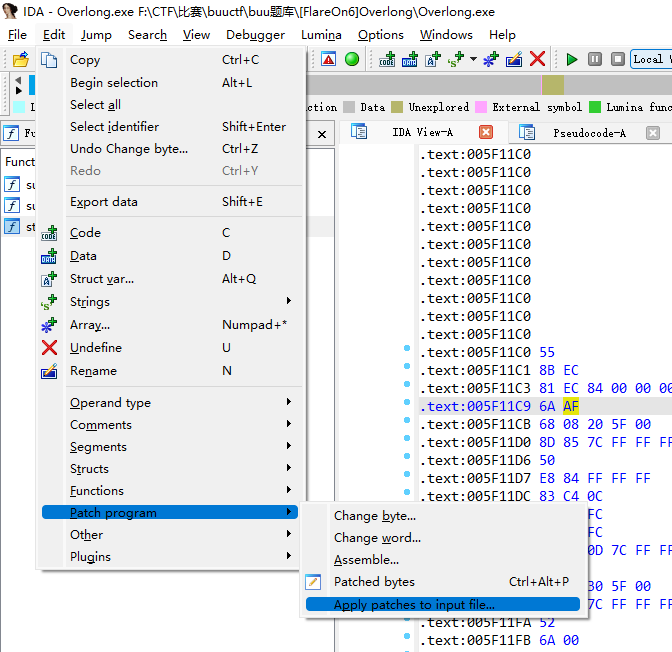 IDA - Overlong.exe F:\CTF\比赛\buuctf\buu题库\[FlareOn6]Overlong\Overlong.exe
File Edit Jump Search View Debugger Lumina Options Windows Help
Local W
ction Data Unexplored External symbol Lumina func
IDA View-A
Pseudocode-A
Funct
su
su
st
Copy Ctrl+C
Begin selection Alt+L
Select all
Select identifier Shift+Enter
Undo Change byte... Ctrl+Z
Redo Ctrl+Y
Export data Shift+E
Code C
Data D
Struct var... Alt+Q
Strings
Array... Numpad+*
Undefine U
Rename N
Operand type
Comments
Segments
Structs
Functions
Patch program
Other
Plugins
Change byte...
Change word...
Assemble...
Patched bytes Ctrl+Alt+P
Apply patches to input file...
.text:005F11C0
.text:005F11C0
.text:005F11C0
.text:005F11C0
.text:005F11C0
.text:005F11C0
.text:005F11C0
.text:005F11C0
.text:005F11C0
.text:005F11C0
.text:005F11C0
.text:005F11C0 55
.text:005F11C1 8B EC
.text:005F11C3 81 EC 84 00 00 00
.text:005F11C9 6A AF
.text:005F11CB 68 08 20 5F 00
.text:005F11D0 8D 85 7C FF FF FF
.text:005F11D6 50
.text:005F11D7 E8 84 FF FF FF
.text:005F11DC 83 C4 0C
FC
FC
0D 7C FF FF
30 5F 00
7C FF FF FF
.text:005F11FA 52
.text:005F11FB 6A 00